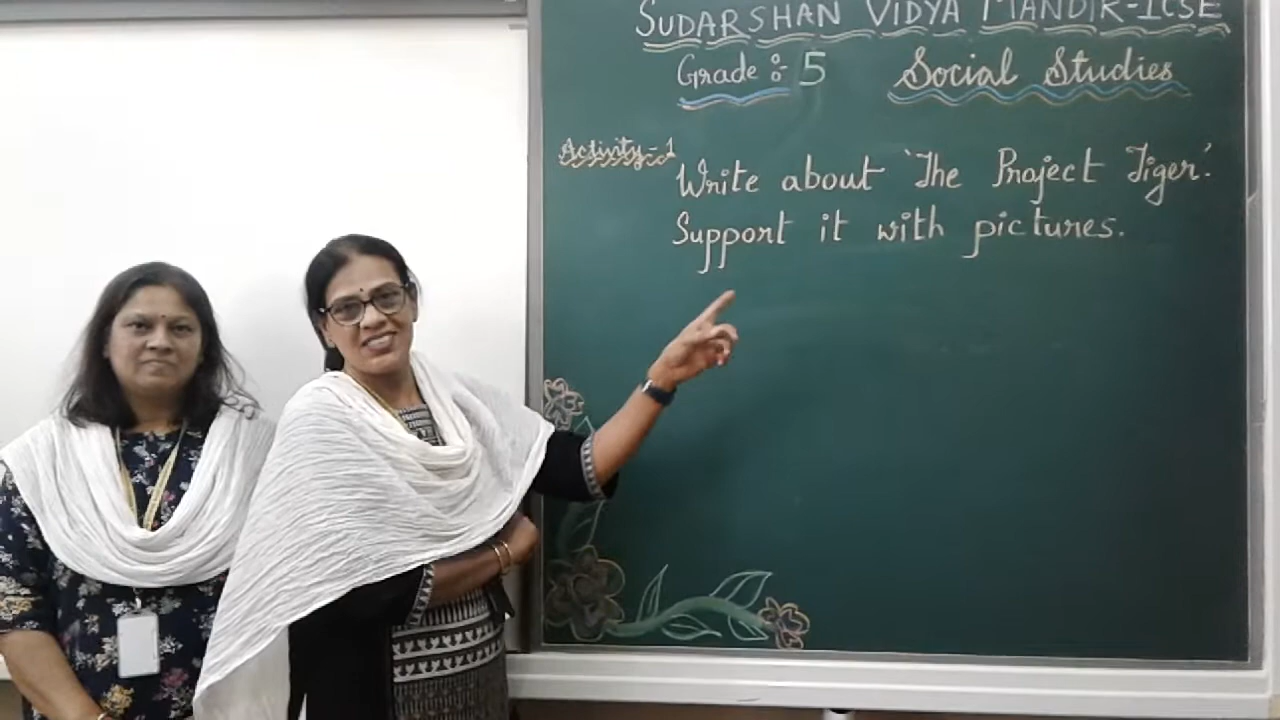 SUDARSHAN VIDYA MANDIR-ICSE
Grade :- 5 Social Studies
Activity-1
Write about 'The Project Tiger'.
Support it with pictures.